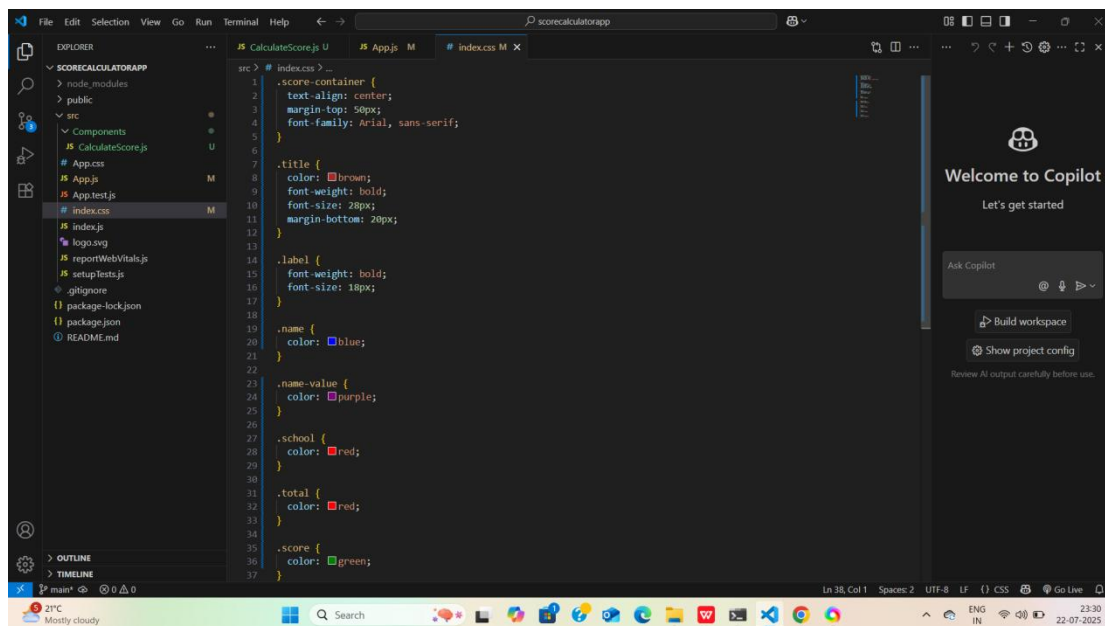 File Edit Selection View Go Run Terminal Help
scorecalculatorapp
EXPLORER
SCORECALCULATORAPP
node_modules
public
src
Components
JS CalculateScore.js U
# App.css
JS App.js M
JS App.test.js
# index.css M
JS index.js
logo.svg
JS reportWebVitals.js
JS setupTests.js
.gitignore
{} package-lock.json
{} package.json
README.md
OUTLINE
TIMELINE
JS CalculateScore.js U JS App.js M # index.css M
src > # index.css > ...
1 .score-container {
2 text-align: center;
3 margin-top: 50px;
4 font-family: Arial, sans-serif;
5 }
6
7 .title {
8 color: brown;
9 font-weight: bold;
10 font-size: 28px;
11 margin-bottom: 20px;
12 }
13
14 .label {
15 font-weight: bold;
16 font-size: 18px;
17 }
18
19 .name {
20 color: blue;
21 }
22
23 .name-value {
24 color: purple;
25 }
26
27 .school {
28 color: red;
29 }
30
31 .total {
32 color: red;
33 }
34
35 .score {
36 color: green;
37 }
Welcome to Copilot
Let's get started
Ask Copilot
Build workspace
Show project config
Review AI output carefully before use.
main* 0 0
Ln 38, Col 1 Spaces: 2 UTF-8 LF {} CSS Go Live
21°C
Mostly cloudy
Search
ENG
IN
23:30
22-07-2025